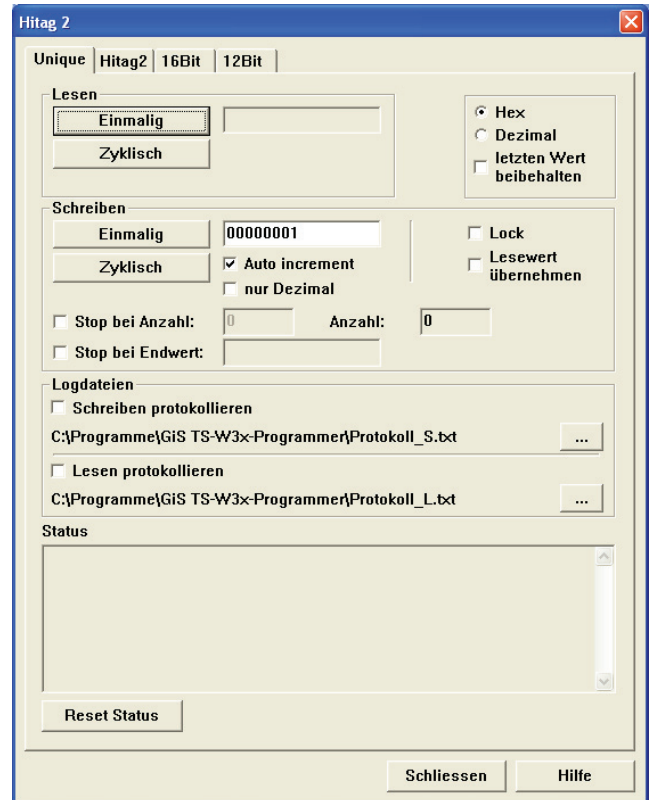 Hitag 2
Unique Hitag2 16Bit 12Bit
Lesen
Einmalig
Zyklisch
Hex
Dezimal
letzten Wert
beibehalten
Schreiben
Einmalig 00000001
Zyklisch
Auto increment
nur Dezimal
Lock
Lesewert
übernehmen
Stop bei Anzahl: 0 Anzahl: 0
Stop bei Endwert:
Logdateien
Schreiben protokollieren
C:\Programme\GiS TS-W3x-Programmer\Protokoll_S.txt ...
Lesen protokollieren
C:\Programme\GiS TS-W3x-Programmer\Protokoll_L.txt ...
Status
Reset Status
Schliessen Hilfe